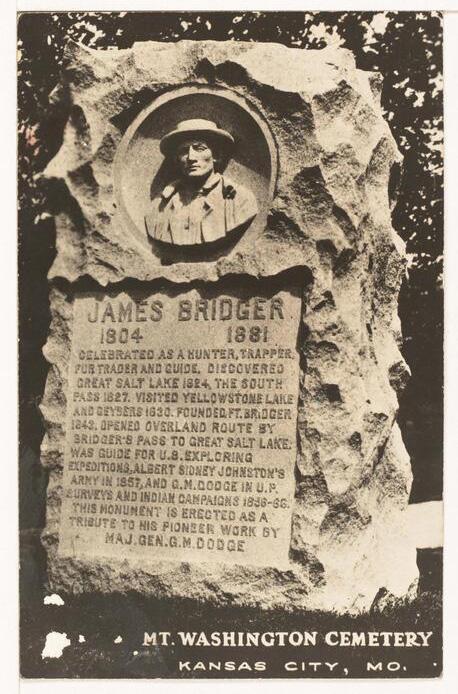 JAMES BRIDGER
1804 1881
CELEBRATED AS A HUNTER, TRAPPER,
FUR TRADER AND GUIDE. DISCOVERED
GREAT SALT LAKE 1824, THE SOUTH
PASS 1827. VISITED YELLOWSTONE LAKE
AND GEYSERS 1830. FOUNDED FT. BRIDGER
1843. OPENED OVERLAND ROUTE BY
BRIDGER'S PASS TO GREAT SALT LAKE.
WAS GUIDE FOR U.S. EXPLORING
EXPEDITIONS, ALBERT SIDNEY JOHNSTON'S
ARMY IN 1857, AND G.M. DODGE IN U.P.
SURVEYS AND INDIAN CAMPAIGNS
THIS MONUMENT IS ERECTED AS A
TRIBUTE TO HIS PIONEER WORK BY
MAJ. GEN. G.M. DODGE
MT. WASHINGTON CEMETERY
KANSAS CITY, MO.